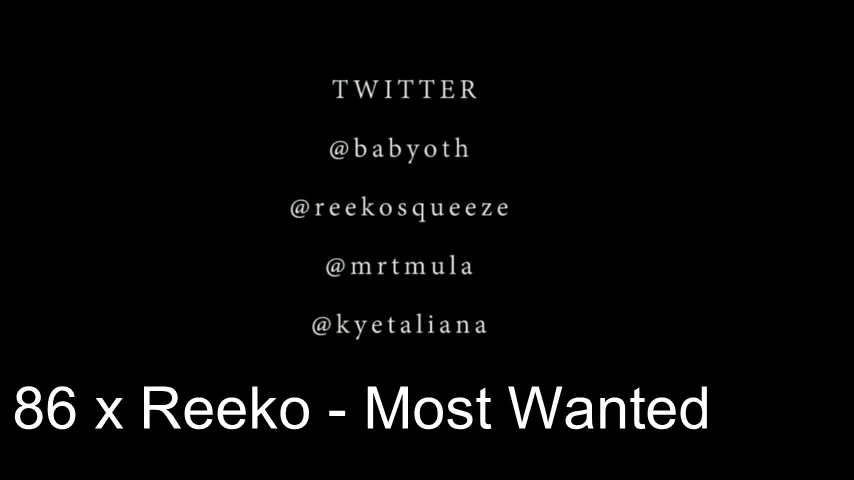 TWITTER
@babyoth
@reekosqueeze
@mrtmula
@kyetaliana
86 x Reeko - Most Wanted